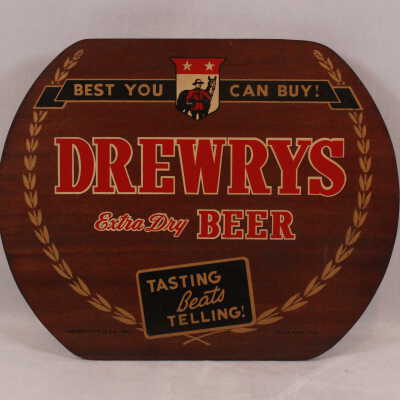 BEST YOU CAN BUY!
DREWRYS
Extra Dry BEER
TASTING
Beats
TELLING!